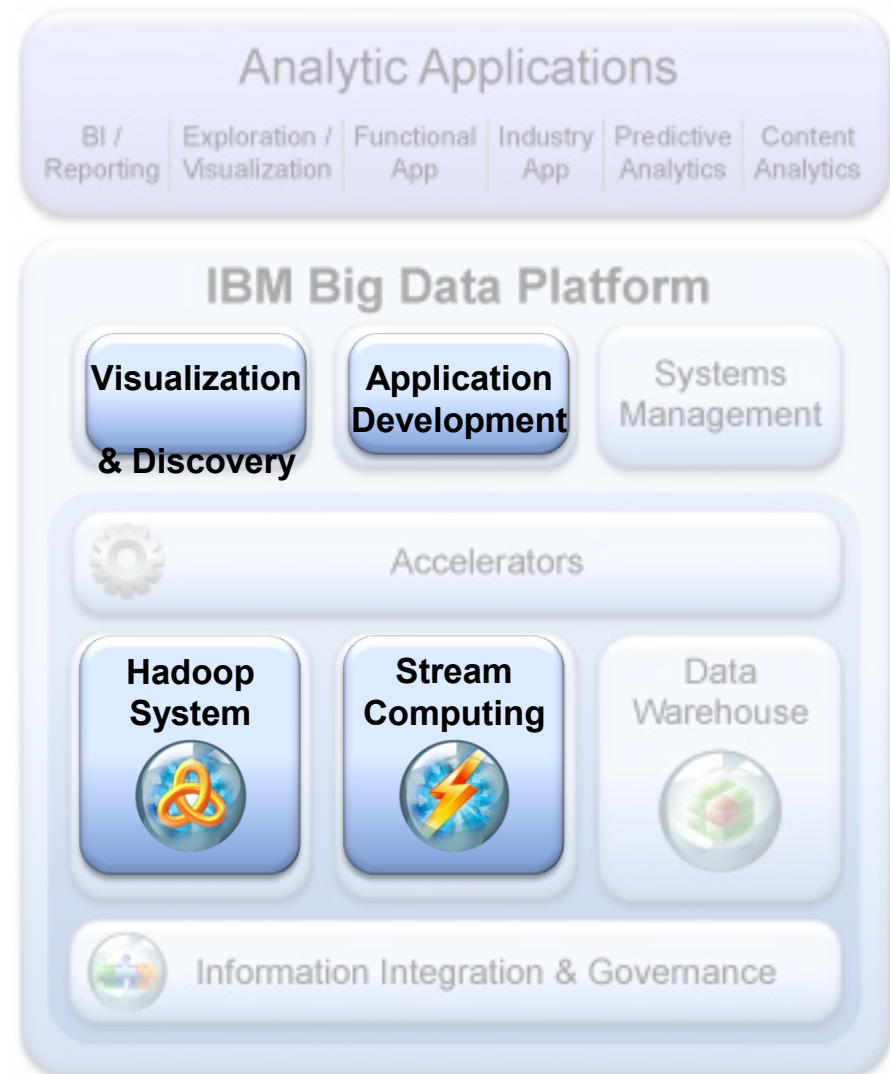 Analytic Applications
BI / Reporting
Exploration / Visualization
Functional App
Industry App
Predictive Analytics
Content Analytics
IBM Big Data Platform
Visualization
& Discovery
Application
Development
Systems
Management
Accelerators
Hadoop
System
Stream
Computing
Data
Warehouse
Information Integration & Governance